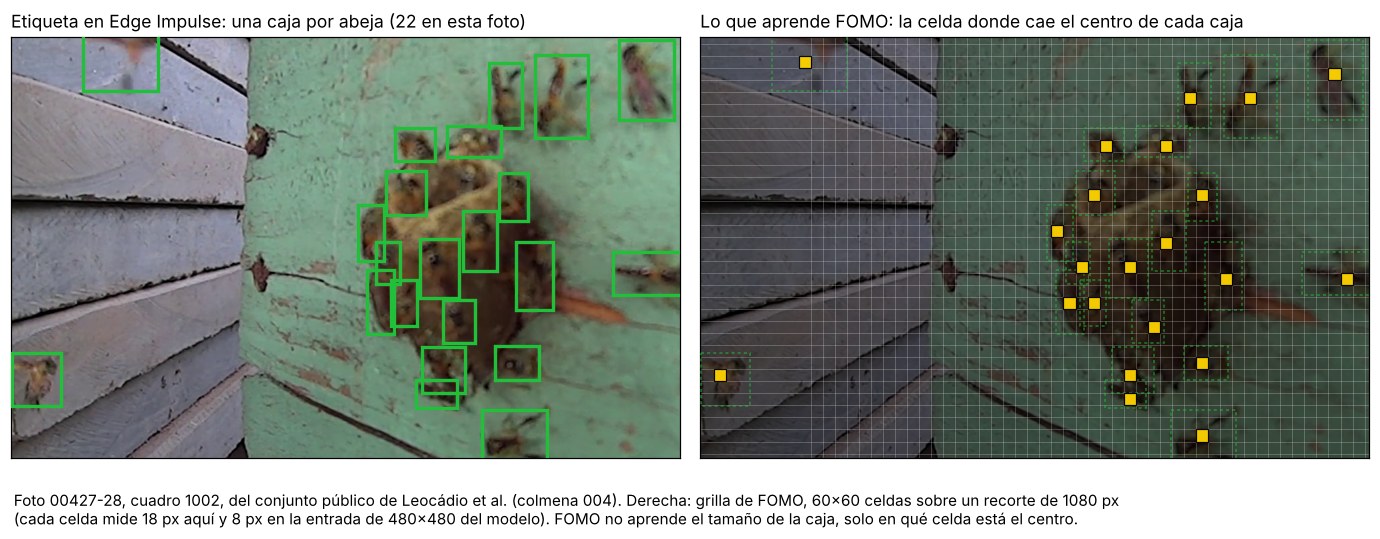 Etiqueta en Edge Impulse: una caja por abeja (22 en esta foto)
Lo que aprende FOMO: la celda donde cae el centro de cada caja
Foto 00427-28, cuadro 1002, del conjunto público de Leocádio et al. (colmena 004). Derecha: grilla de FOMO, 60×60 celdas sobre un recorte de 1080 px
(cada celda mide 18 px aquí y 8 px en la entrada de 480×480 del modelo). FOMO no aprende el tamaño de la caja, solo en qué celda está el centro.